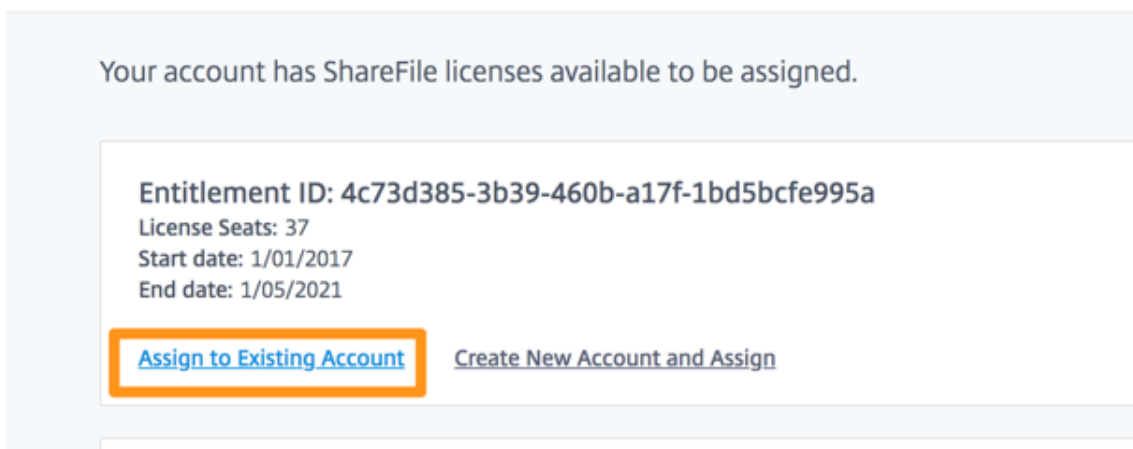 Your account has ShareFile licenses available to be assigned.
Entitlement ID: 4c73d385-3b39-460b-a17f-1bd5bcfe995a
License Seats: 37
Start date: 1/01/2017
End date: 1/05/2021
Assign to Existing Account Create New Account and Assign